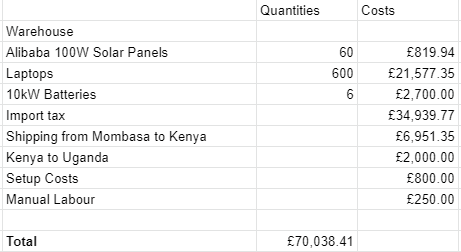 Quantities Costs
Warehouse
Alibaba 100W Solar Panels 60 £819.94
Laptops 600 £21,577.35
10kW Batteries 6 £2,700.00
Import tax £34,939.77
Shipping from Mombasa to Kenya £6,951.35
Kenya to Uganda £2,000.00
Setup Costs £800.00
Manual Labour £250.00
Total £70,038.41